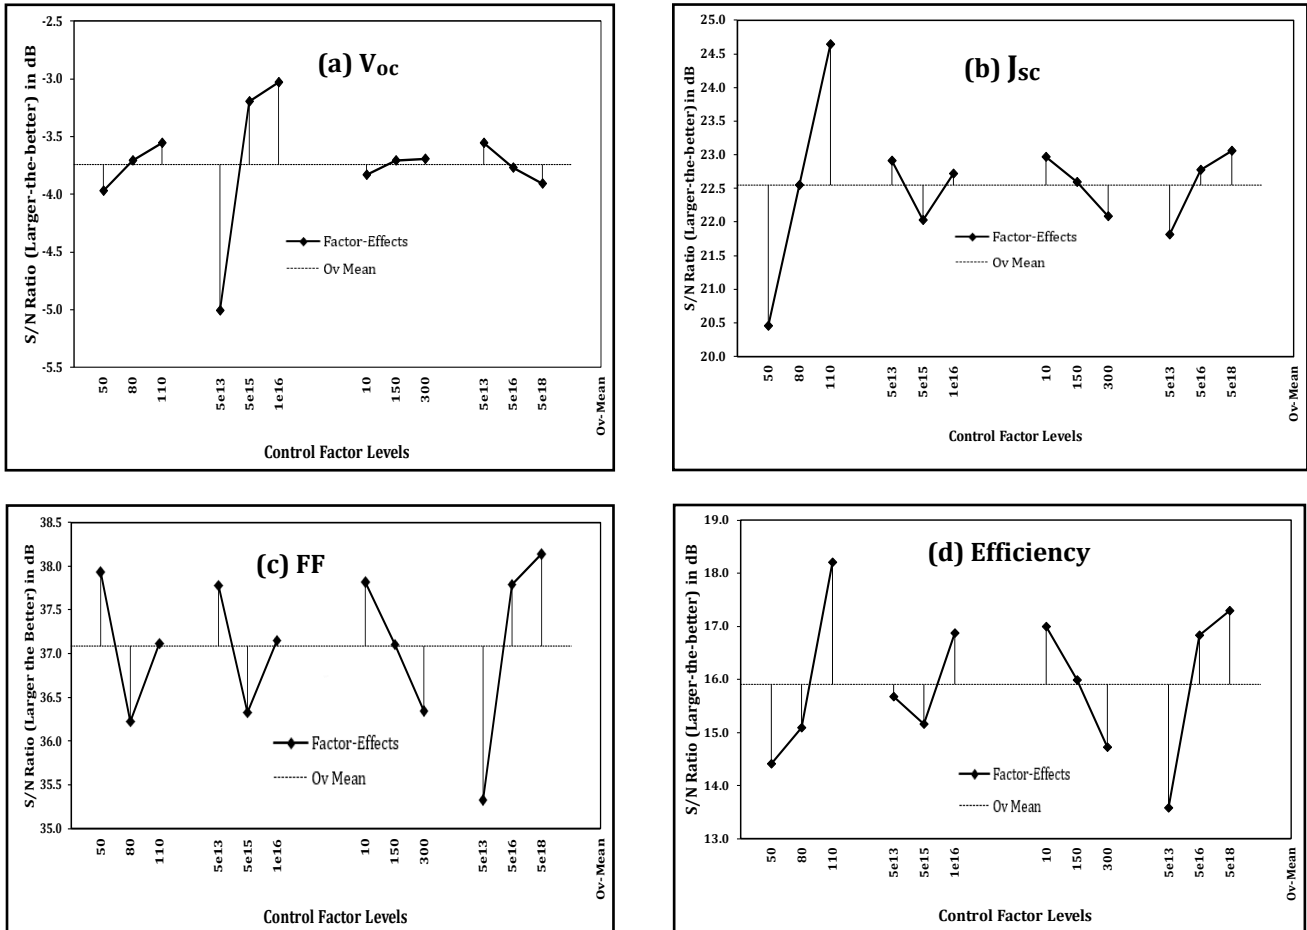 (a) Voc
S/N Ratio (Larger-the-better) in dB
-2.5
-3.0
-3.5
-4.0
-4.5
-5.0
-5.5
Factor-Effects
Ov Mean
50
80
110
5e13
5e15
1e16
10
150
300
5e13
5e16
5e18
Ov-Mean
Control Factor Levels
(b) Jsc
S/N Ratio (Larger-the-better) in dB
25.0
24.5
24.0
23.5
23.0
22.5
22.0
21.5
21.0
20.5
20.0
Factor-Effects
Ov Mean
50
80
110
5e13
5e15
1e16
10
150
300
5e13
5e16
5e18
Ov-Mean
Control Factor Levels
(c) FF
S/N Ratio (Larger the Better) in dB
38.5
38.0
37.5
37.0
36.5
36.0
35.5
35.0
Factor-Effects
Ov Mean
50
80
110
5e13
5e15
1e16
10
150
300
5e13
5e16
5e18
Ov-Mean
Control Factor Levels
(d) Efficiency
S/N Ratio (Larger-the-better) in dB
19.0
18.0
17.0
16.0
15.0
14.0
13.0
Factor-Effects
Ov Mean
50
80
110
5e13
5e15
1e16
10
150
300
5e13
5e16
5e18
Ov-Mean
Control Factor Levels